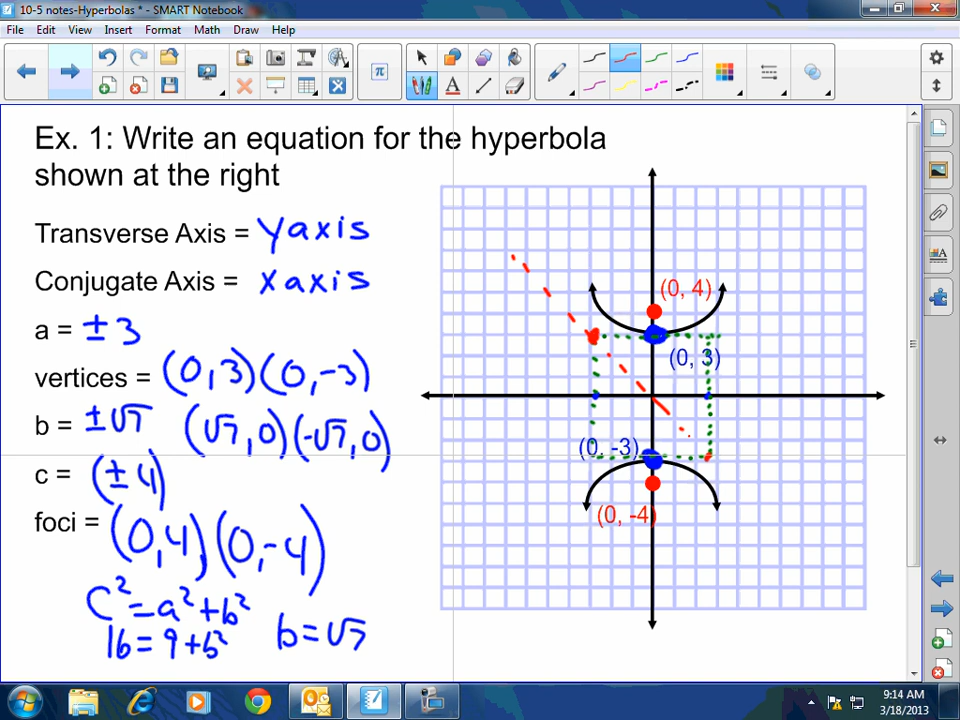 10-5 notes-Hyperbolas * - SMART Notebook
File Edit View Insert Format Math Draw Help
Ex. 1: Write an equation for the hyperbola
shown at the right
Transverse Axis = y axis
Conjugate Axis = x axis
a = ±3
vertices = (0, 3) (0, -3)
b = ±√7 (√7, 0) (-√7, 0)
c = (±4)
foci = (0, 4), (0, -4)
c² = a² + b²
16 = 9 + b² b = √7
(0, 4)
(0, 3)
(0, -3)
(0, -4)
9:14 AM
3/18/2013